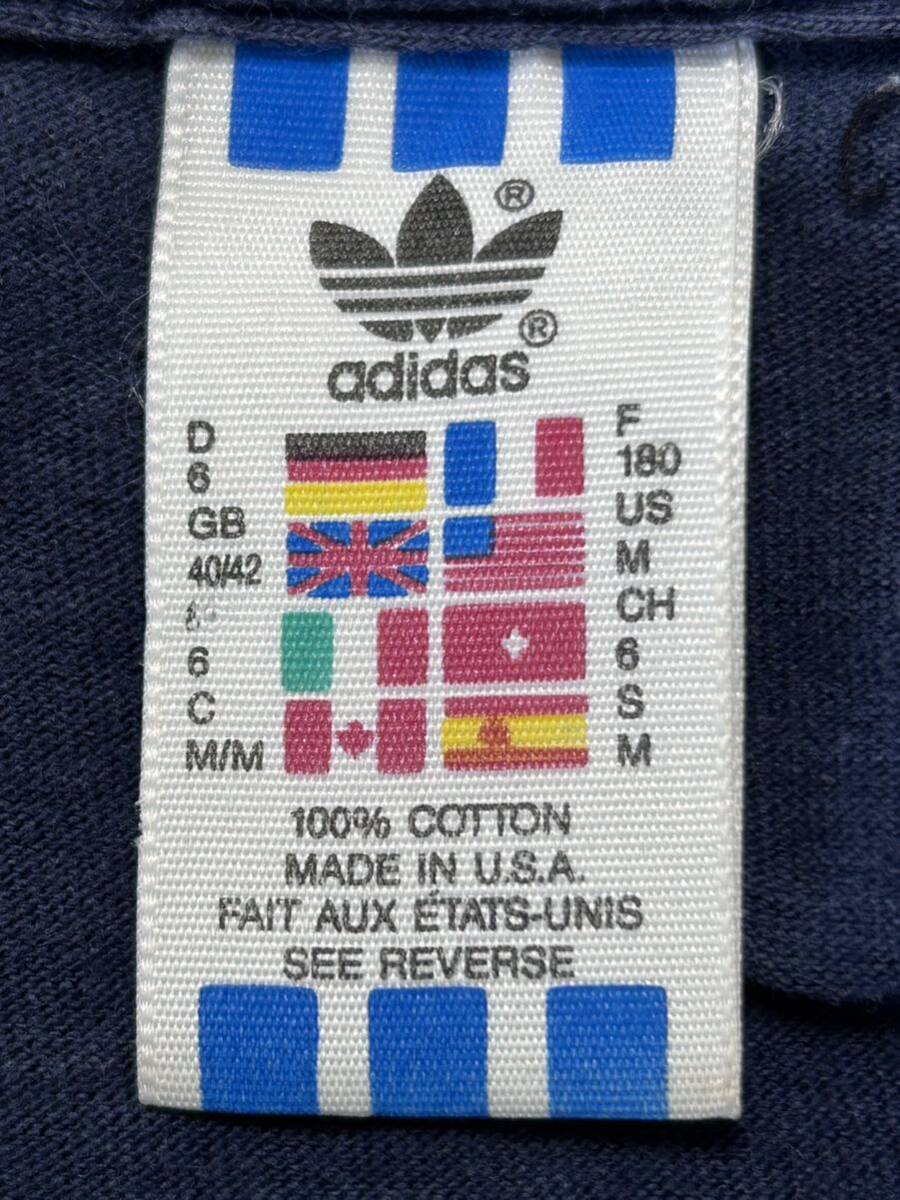 ®
®
adidas
D
6
GB
40/42
6
C
M/M
F
180
US
M
CH
6
S
M
100% COTTON
MADE IN U.S.A.
FAIT AUX ÉTATS-UNIS
SEE REVERSE